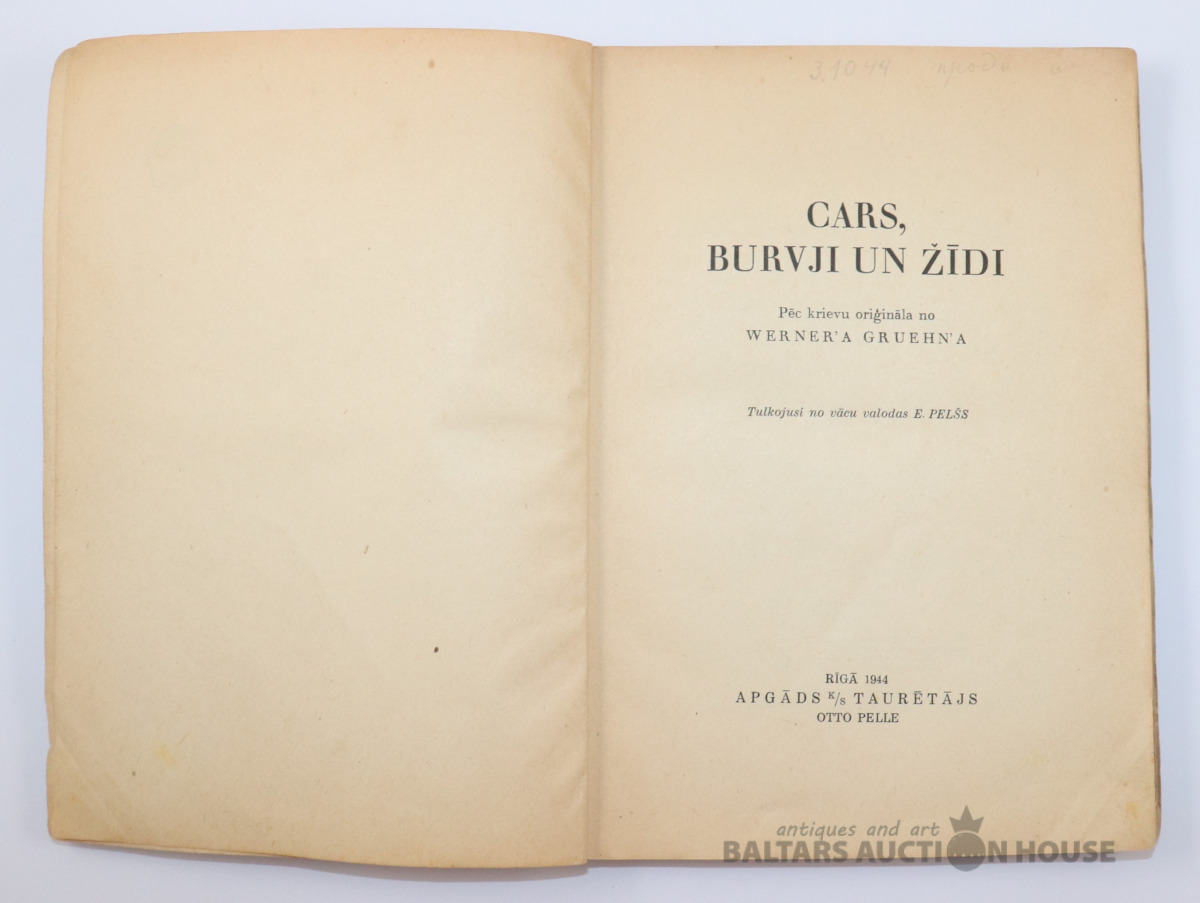 3.1044
CARS,
BURVJI UN ŽĪDI
Pēc krievu oriģināla no
WERNER'A GRUEHN'A
Tulkojusi no vācu valodas E. PELŠS
RĪGĀ 1944
APGĀDS K/S TAURĒTĀJS
OTTO PELLE
antiques and art
BALTARS AUCTION HOUSE